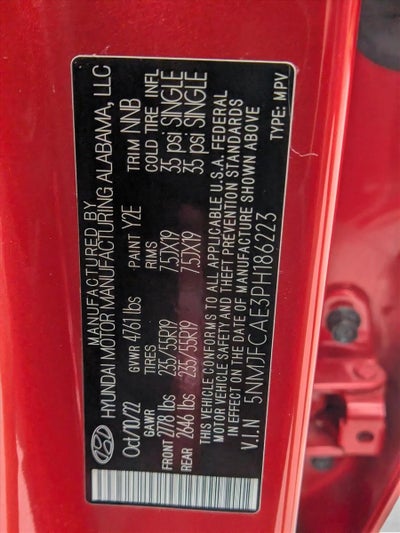 MANUFACTURED BY
HYUNDAI MOTOR MANUFACTURING ALABAMA, LLC
Oct/10/22 GVWR 4761 lbs PAINT Y2E TRIM NNB
GAWR TIRES RIMS COLD TIRE INFL
FRONT 2778 lbs 235/55R19 7.5JX19 35 psi SINGLE
REAR 2646 lbs 235/55R19 7.5JX19 35 psi SINGLE
THIS VEHICLE CONFORMS TO ALL APPLICABLE U.S.A. FEDERAL
MOTOR VEHICLE SAFETY AND THEFT PREVENTION STANDARDS
IN EFFECT ON THE DATE OF MANUFACTURE SHOWN ABOVE
V.I.N 5NMJFCAE3PH186223 TYPE: MPV